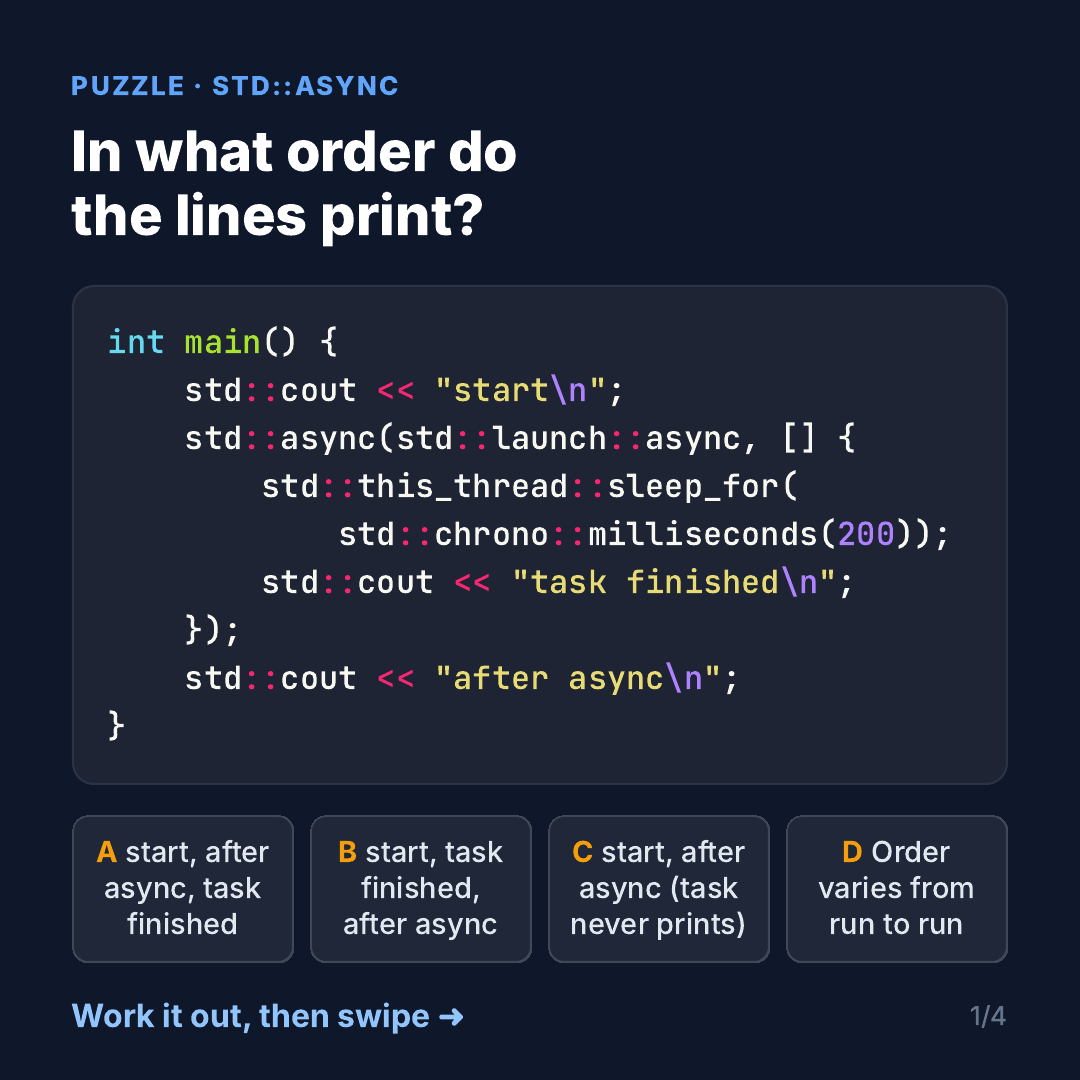 PUZZLE · STD::ASYNC
In what order do
the lines print?
int main() {
    std::cout << "start\n";
    std::async(std::launch::async, [] {
        std::this_thread::sleep_for(
            std::chrono::milliseconds(200));
        std::cout << "task finished\n";
    });
    std::cout << "after async\n";
}
A start, after
async, task
finished
B start, task
finished,
after async
C start, after
async (task
never prints)
D Order
varies from
run to run
Work it out, then swipe ➜
1/4